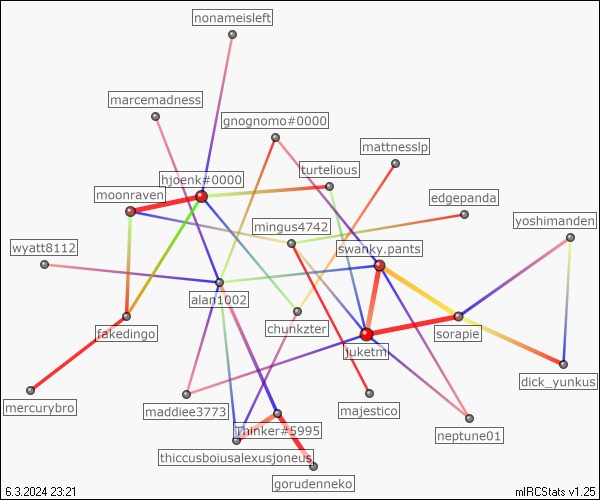 nonameisleft
marcemadness
gnognomo#0000
mattnesslp
hjoenk#0000
turtelious
moonraven
edgepanda
mingus4742
yoshimanden
wyatt8112
swanky.pants
alan1002
chunkzter
fakedingo
sorapie
juketm
dick_yunkus
mercurybro
maddiee3773
majestico
Thinker#5995
neptune01
thiccusboiusalexusjoneus
gorudenneko
6.3.2024 23:21
mIRCStats v1.25